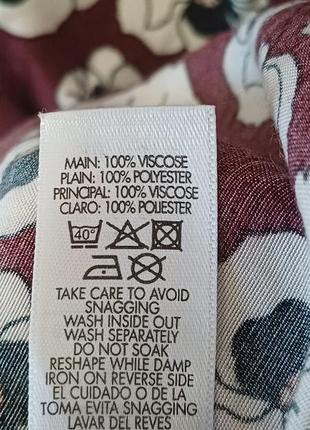 MAIN: 100% VISCOSE
PLAIN: 100% POLYESTER
PRINCIPAL: 100% VISCOSE
CLARO: 100% POLIESTER
40°
TAKE CARE TO AVOID
SNAGGING
WASH INSIDE OUT
WASH SEPARATELY
DO NOT SOAK
RESHAPE WHILE DAMP
IRON ON REVERSE SIDE
EL CUIDADO O DE LA
TOMA EVITA SNAGGING
LAVAR DEL REVES